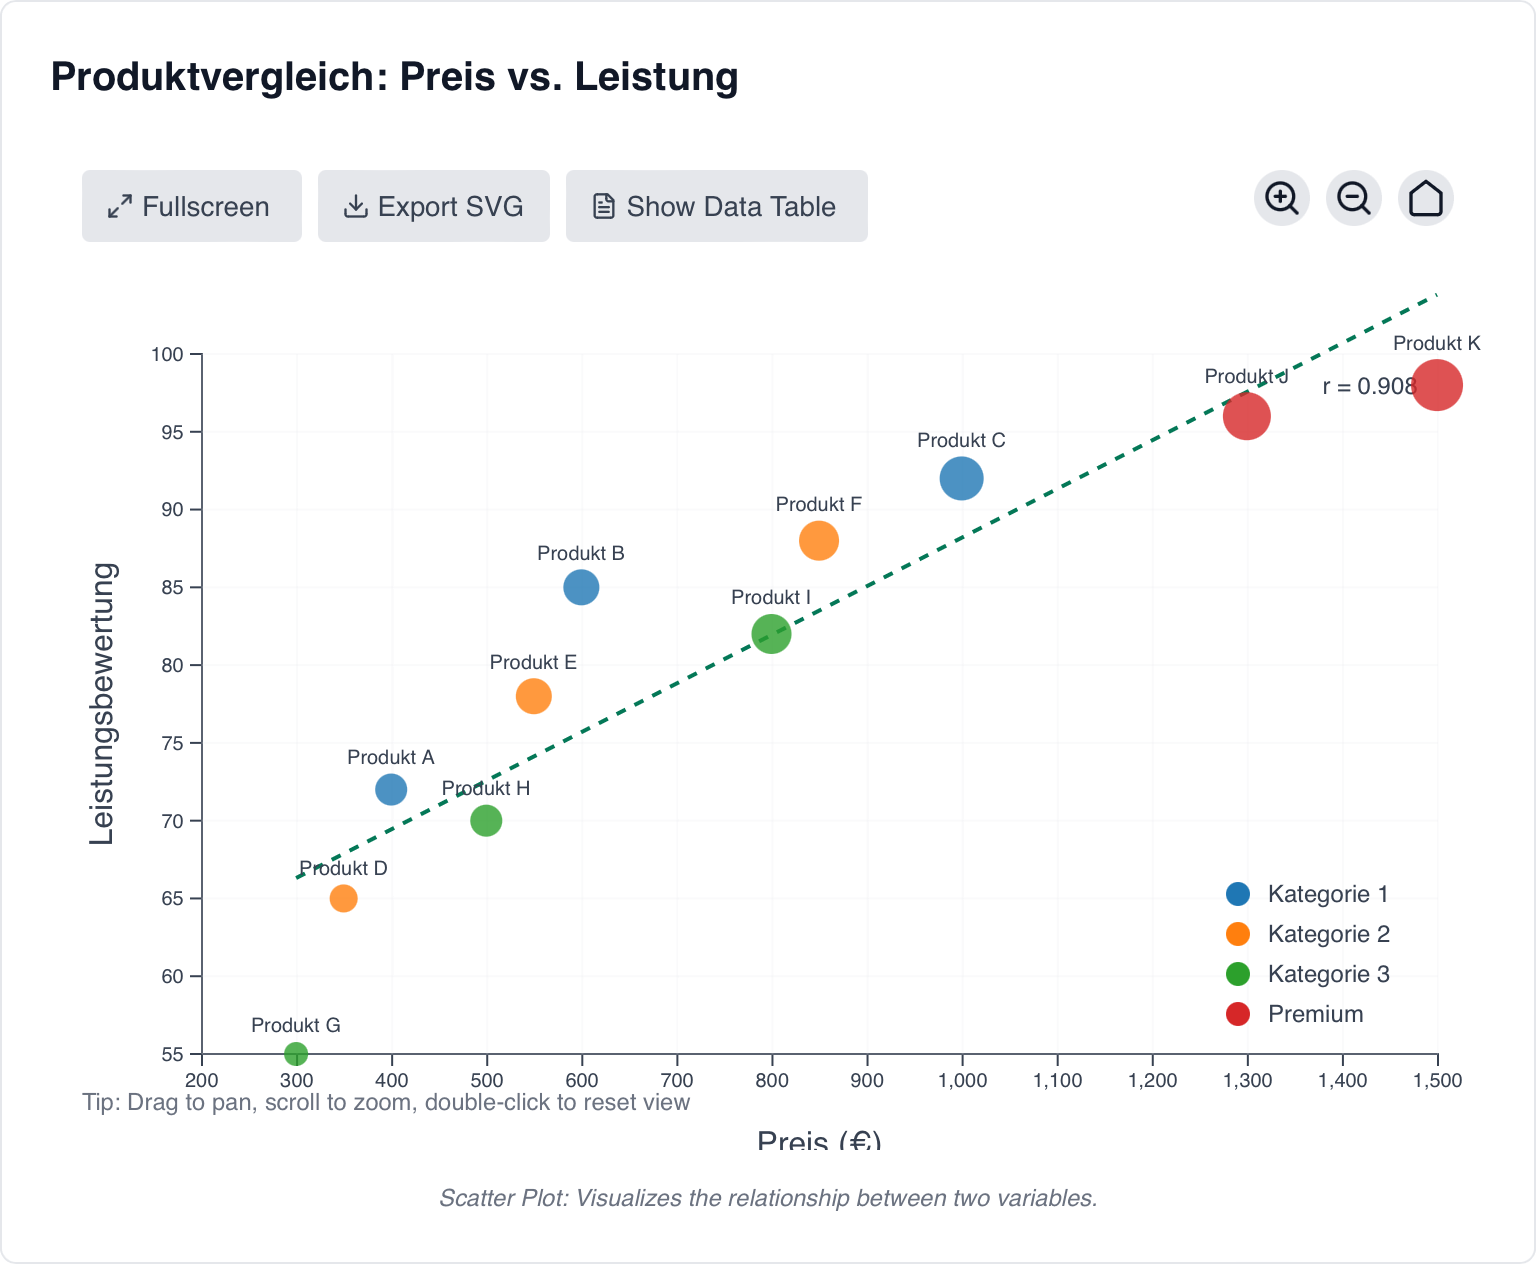 Produktvergleich: Preis vs. Leistung
Fullscreen
Export SVG
Show Data Table
Produkt K
r = 0.908
Produkt J
Produkt C
Produkt F
Produkt B
Produkt I
Produkt E
Produkt A
Produkt H
Produkt D
Produkt G
Leistungsbewertung
100
95
90
85
80
75
70
65
60
55
Kategorie 1
Kategorie 2
Kategorie 3
Premium
200 300 400 500 600 700 800 900 1,000 1,100 1,200 1,300 1,400 1,500
Tip: Drag to pan, scroll to zoom, double-click to reset view
Preis (€)
Scatter Plot: Visualizes the relationship between two variables.